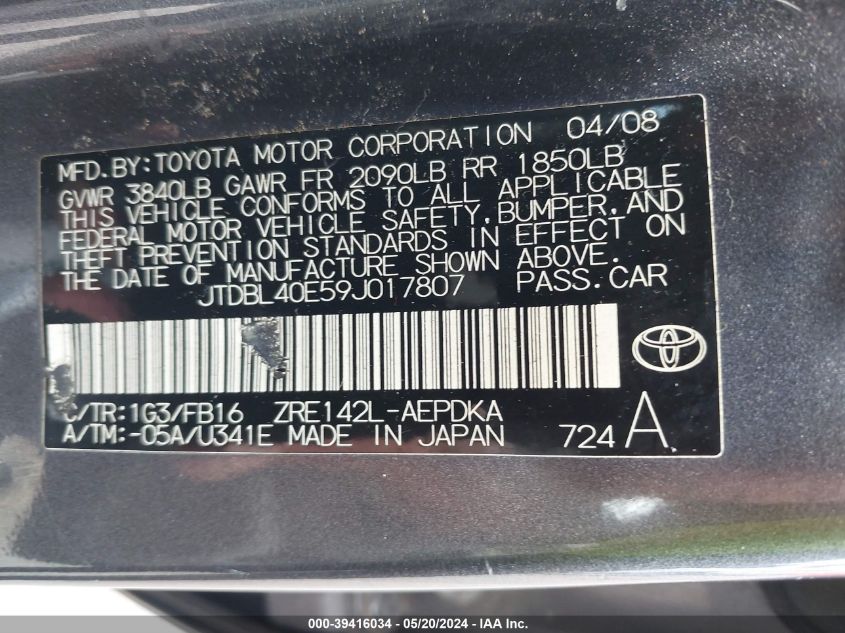 MFD.BY:TOYOTA MOTOR CORPORATION 04/08
GVWR 3840LB GAWR FR 2090LB RR 1850LB
THIS VEHICLE CONFORMS TO ALL APPLICABLE
FEDERAL MOTOR VEHICLE SAFETY,BUMPER,AND
THEFT PREVENTION STANDARDS IN EFFECT ON
THE DATE OF MANUFACTURE SHOWN ABOVE.
JTDBL40E59J017807 PASS.CAR
C/TR:1G3/FB16 ZRE142L-AEPDKA
A/TM:-05A/U341E MADE IN JAPAN 724 A
000-39416034 - 05/20/2024 - IAA Inc.